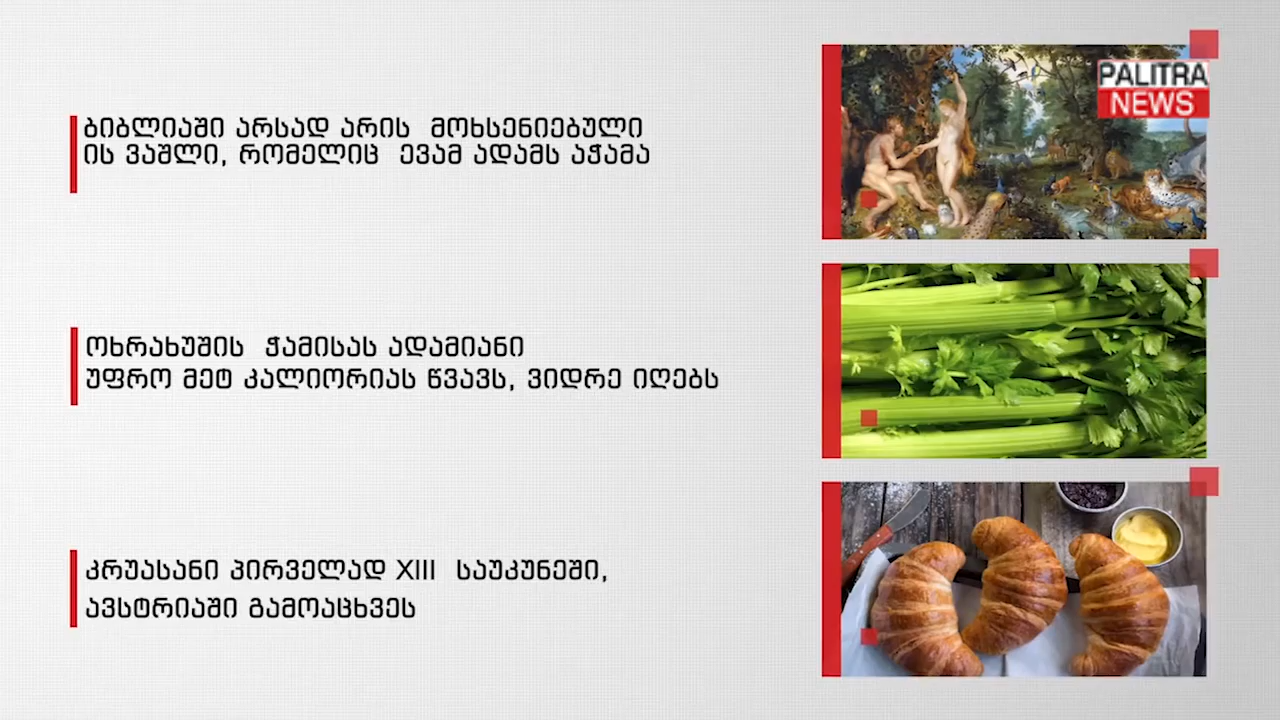 PALITRA
NEWS
ბიბლიაში არსად არის მოხსენიებული
ის ვაშლი, რომელიც ევამ ადამს აჭამა
ოხრახუშის ჭამისას ადამიანი
უფრო მეტ კალიორიას წვავს, ვიდრე იღებს
კრუასანი პირველად XIII საუკუნეში,
ავსტრიაში გამოაცხვეს